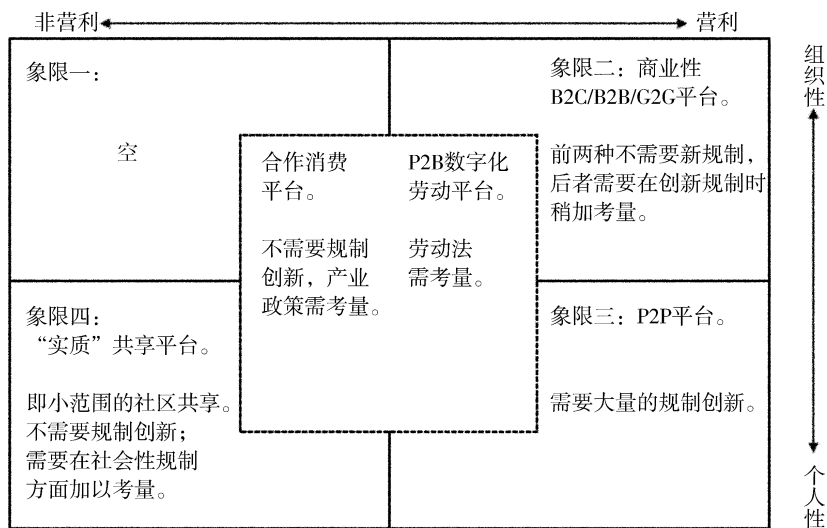 非营利
营利
组织性
个人性
象限一：
空
象限二：商业性
B2C/B2B/G2G平台。
前两种不需要新规制，
后者需要在创新规制时
稍加考量。
合作消费
平台。
不需要规制
创新，产业
政策需考量。
P2B数字化
劳动平台。
劳动法
需考量。
象限四：
“实质”共享平台。
即小范围的社区共享。
不需要规制创新；
需要在社会性规制
方面加以考量。
象限三：P2P平台。
需要大量的规制创新。